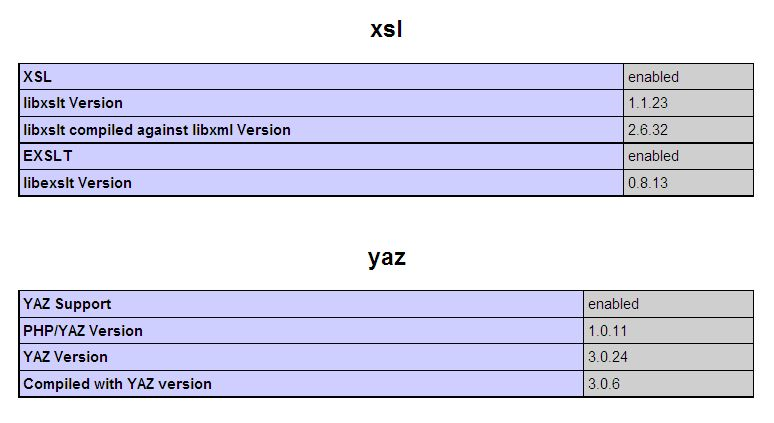 xsl
XSL enabled
libxslt Version 1.1.23
libxslt compiled against libxml Version 2.6.32
EXSLT enabled
libexslt Version 0.8.13
yaz
YAZ Support enabled
PHP/YAZ Version 1.0.11
YAZ Version 3.0.24
Compiled with YAZ version 3.0.6